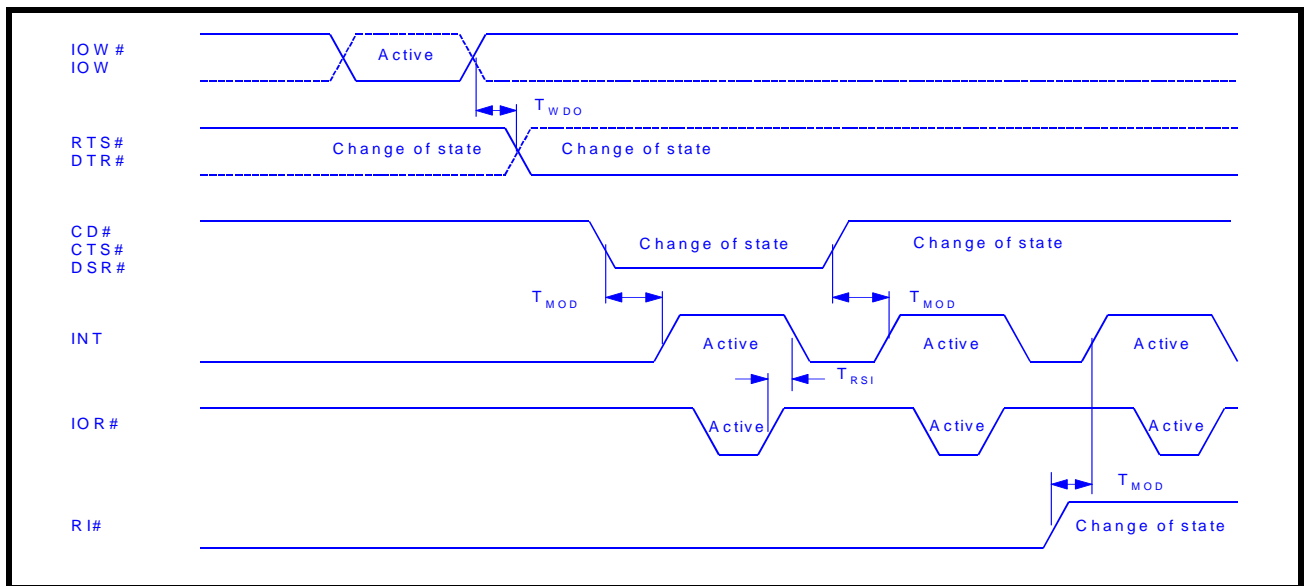 IOW#
IOW
Active
TWDO
RTS#
DTR#
Change of state
Change of state
CD#
CTS#
DSR#
Change of state
Change of state
TMOD
TMOD
INT
Active
Active
Active
TRSI
IOR#
Active
Active
Active
TMOD
RI#
Change of state